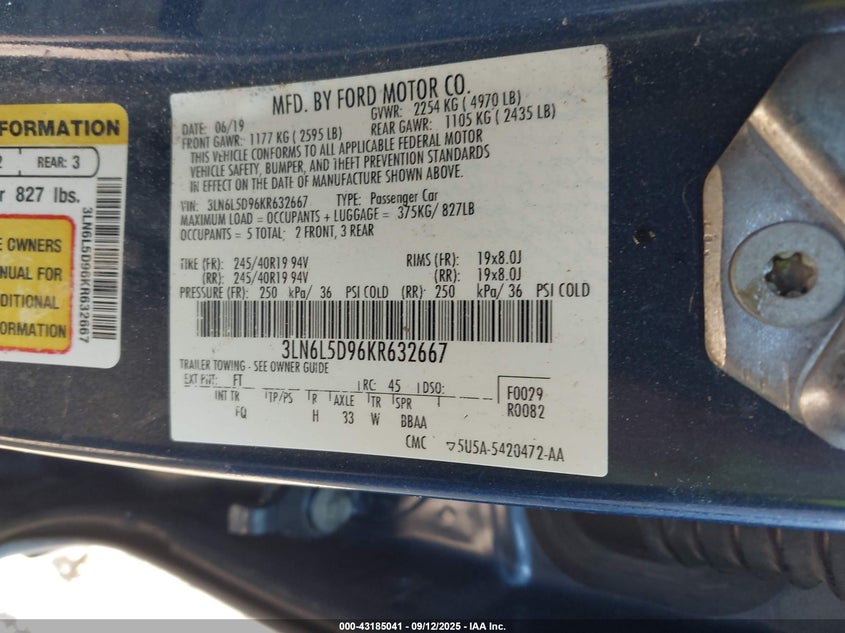 FORMATION
2 REAR: 3
r 827 lbs.
3LN6L5D96KR632667
E OWNERS
ANUAL FOR
DITIONAL
FORMATION
MFD. BY FORD MOTOR CO.
DATE: 06/19 GVWR: 2254 KG ( 4970 LB)
FRONT GAWR: 1177 KG ( 2595 LB) REAR GAWR: 1105 KG ( 2435 LB)
THIS VEHICLE CONFORMS TO ALL APPLICABLE FEDERAL MOTOR
VEHICLE SAFETY, BUMPER, AND THEFT PREVENTION STANDARDS
IN EFFECT ON THE DATE OF MANUFACTURE SHOWN ABOVE.
VIN: 3LN6L5D96KR632667 TYPE: Passenger Car
MAXIMUM LOAD = OCCUPANTS + LUGGAGE = 375KG/ 827LB
OCCUPANTS = 5 TOTAL: 2 FRONT, 3 REAR
TIRE (FR): 245/40R19 94V RIMS (FR): 19x8.0J
(RR): 245/40R19 94V (RR): 19x8.0J
PRESSURE (FR): 250 kPa/ 36 PSI COLD (RR): 250 kPa/ 36 PSI COLD
3LN6L5D96KR632667
TRAILER TOWING - SEE OWNER GUIDE
EXT PNT: FT RC: 45 DSO: F0029
INT TR TP/PS R AXLE TR SPR R0082
FQ H 33 W BBAA
CMC 5U5A-5420472-AA
000-43185041 - 09/12/2025 - IAA Inc.